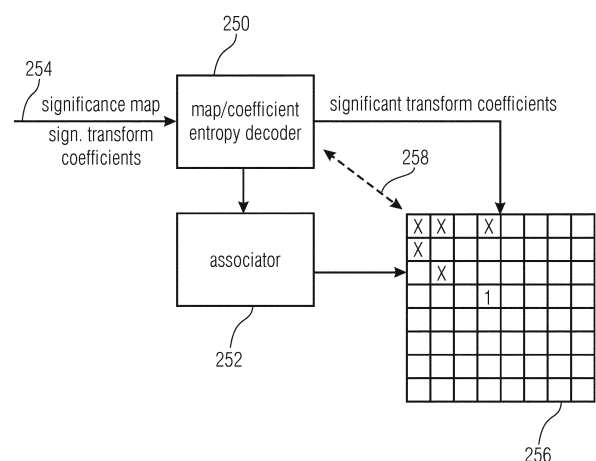 250
254
significance map
sign. transform
coefficients
map/coefficient
entropy decoder
significant transform coefficients
258
associator
252
X X X
X
X
1
256